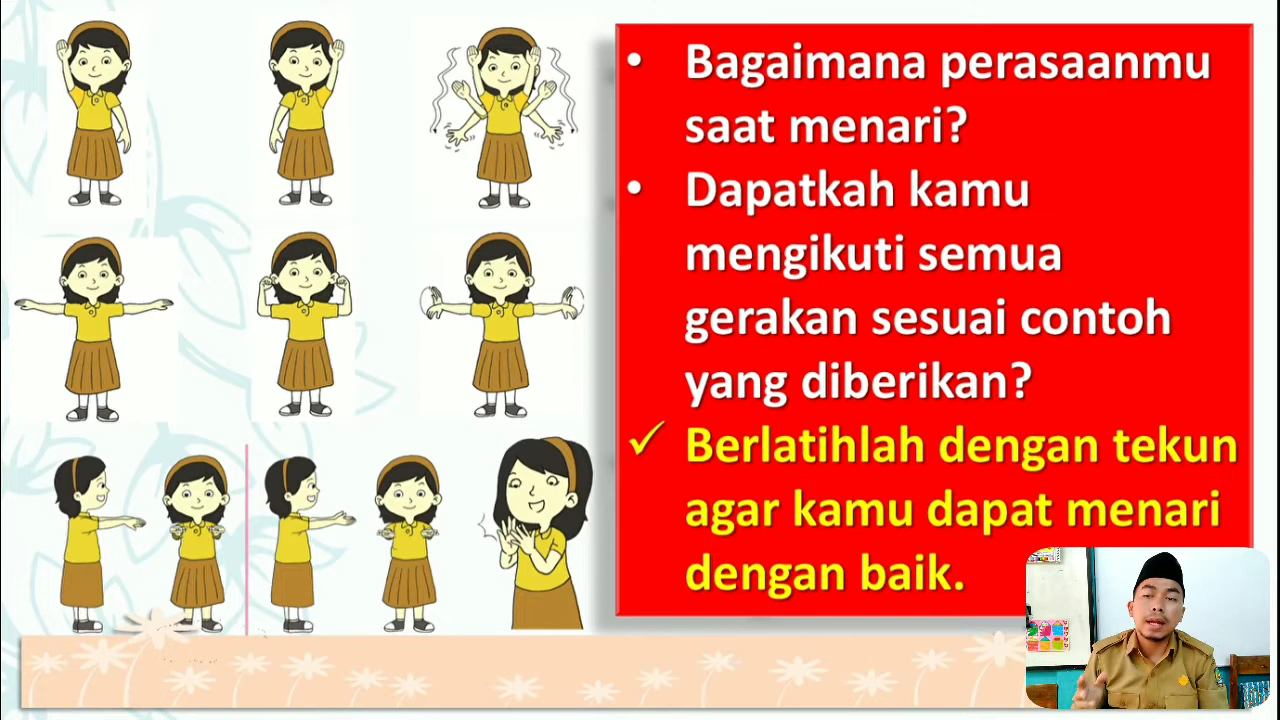 • Bagaimana perasaanmu
saat menari?
• Dapatkah kamu
mengikuti semua
gerakan sesuai contoh
yang diberikan?
✓ Berlatihlah dengan tekun
agar kamu dapat menari
dengan baik.